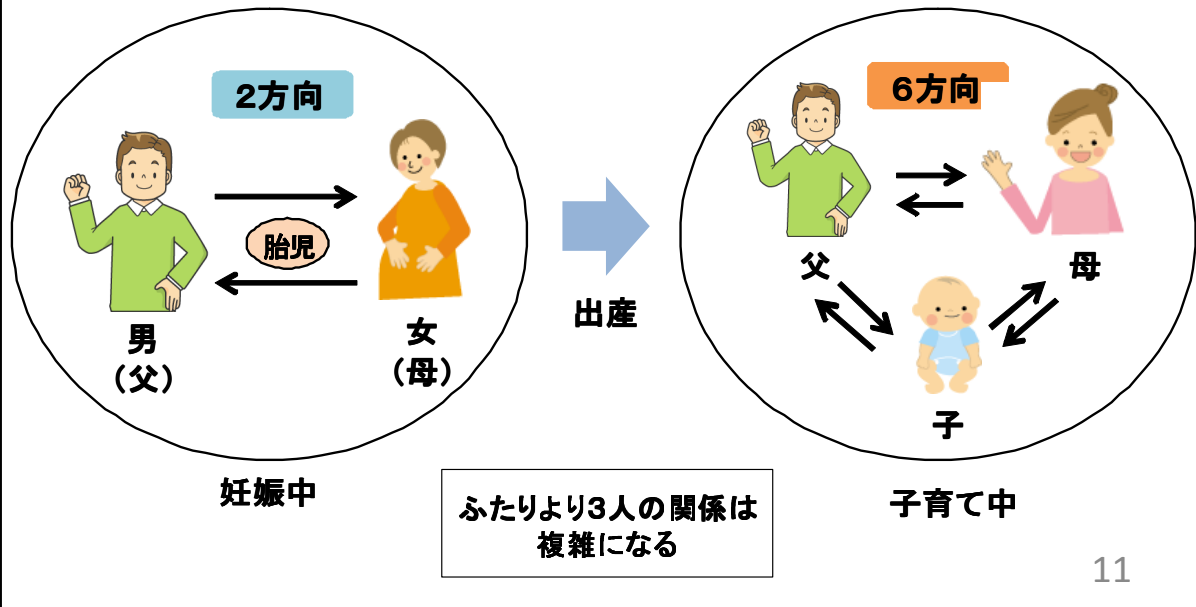 2方向
胎児
男
（父）
女
（母）
妊娠中
出産
6方向
父
母
子
子育て中
ふたりより3人の関係は
複雑になる
11